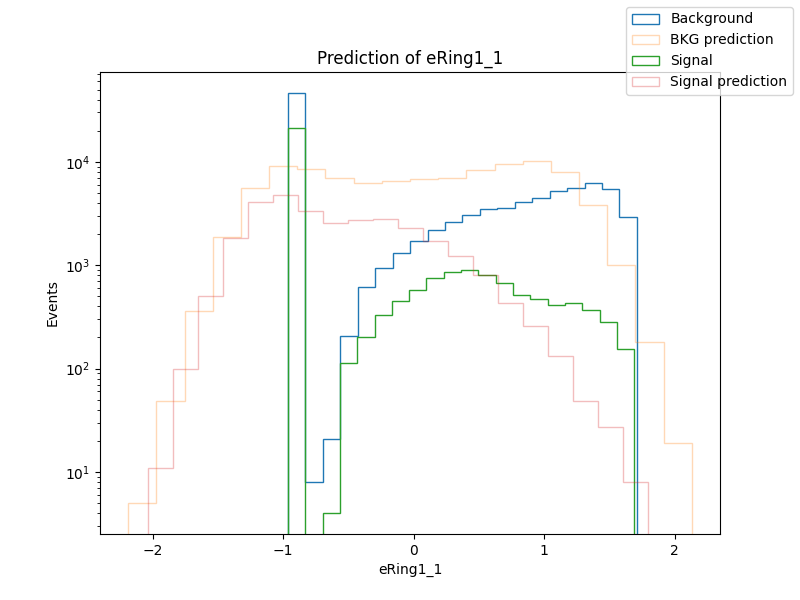 Prediction of eRing1_1
Background
BKG prediction
Signal
Signal prediction
Events
10^4
10^3
10^2
10^1
−2
−1
0
1
2
eRing1_1